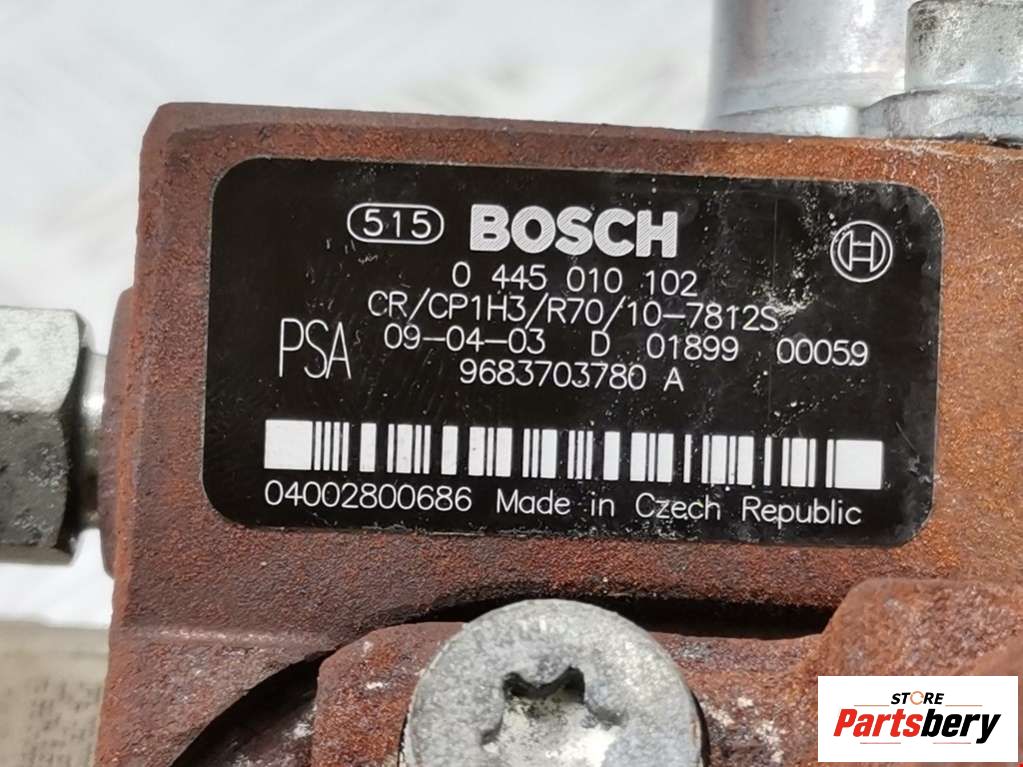 515 BOSCH
0 445 010 102
CR/CP1H3/R70/10-7812S
PSA 09-04-03 D 01899 00059
9683703780 A
04002800686 Made in Czech Republic
STORE
Partsbery